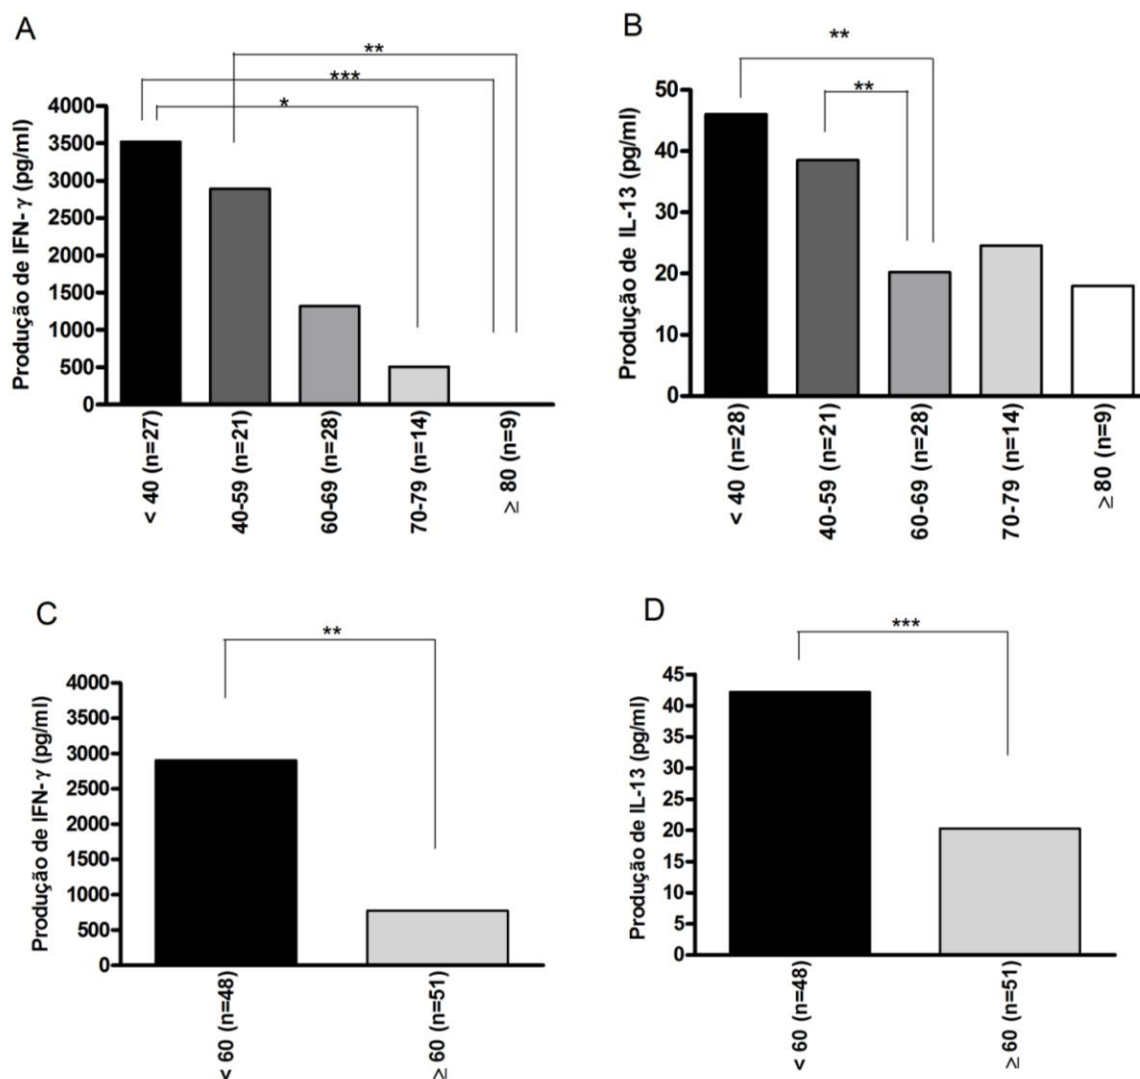 A
**
***
*
4000
3500
3000
2500
2000
1500
1000
500
0
Produção de IFN-γ (pg/ml)
< 40 (n=27)
40-59 (n=21)
60-69 (n=28)
70-79 (n=14)
≥ 80 (n=9)
B
**
**
50
40
30
20
10
0
Produção de IL-13 (pg/ml)
< 40 (n=28)
40-59 (n=21)
60-69 (n=28)
70-79 (n=14)
≥ 80 (n=9)
C
**
4000
3500
3000
2500
2000
1500
1000
500
0
Produção de IFN-γ (pg/ml)
< 60 (n=48)
≥ 60 (n=51)
D
***
45
40
35
30
25
20
15
10
5
0
Produção de IL-13 (pg/ml)
< 60 (n=48)
≥ 60 (n=51)